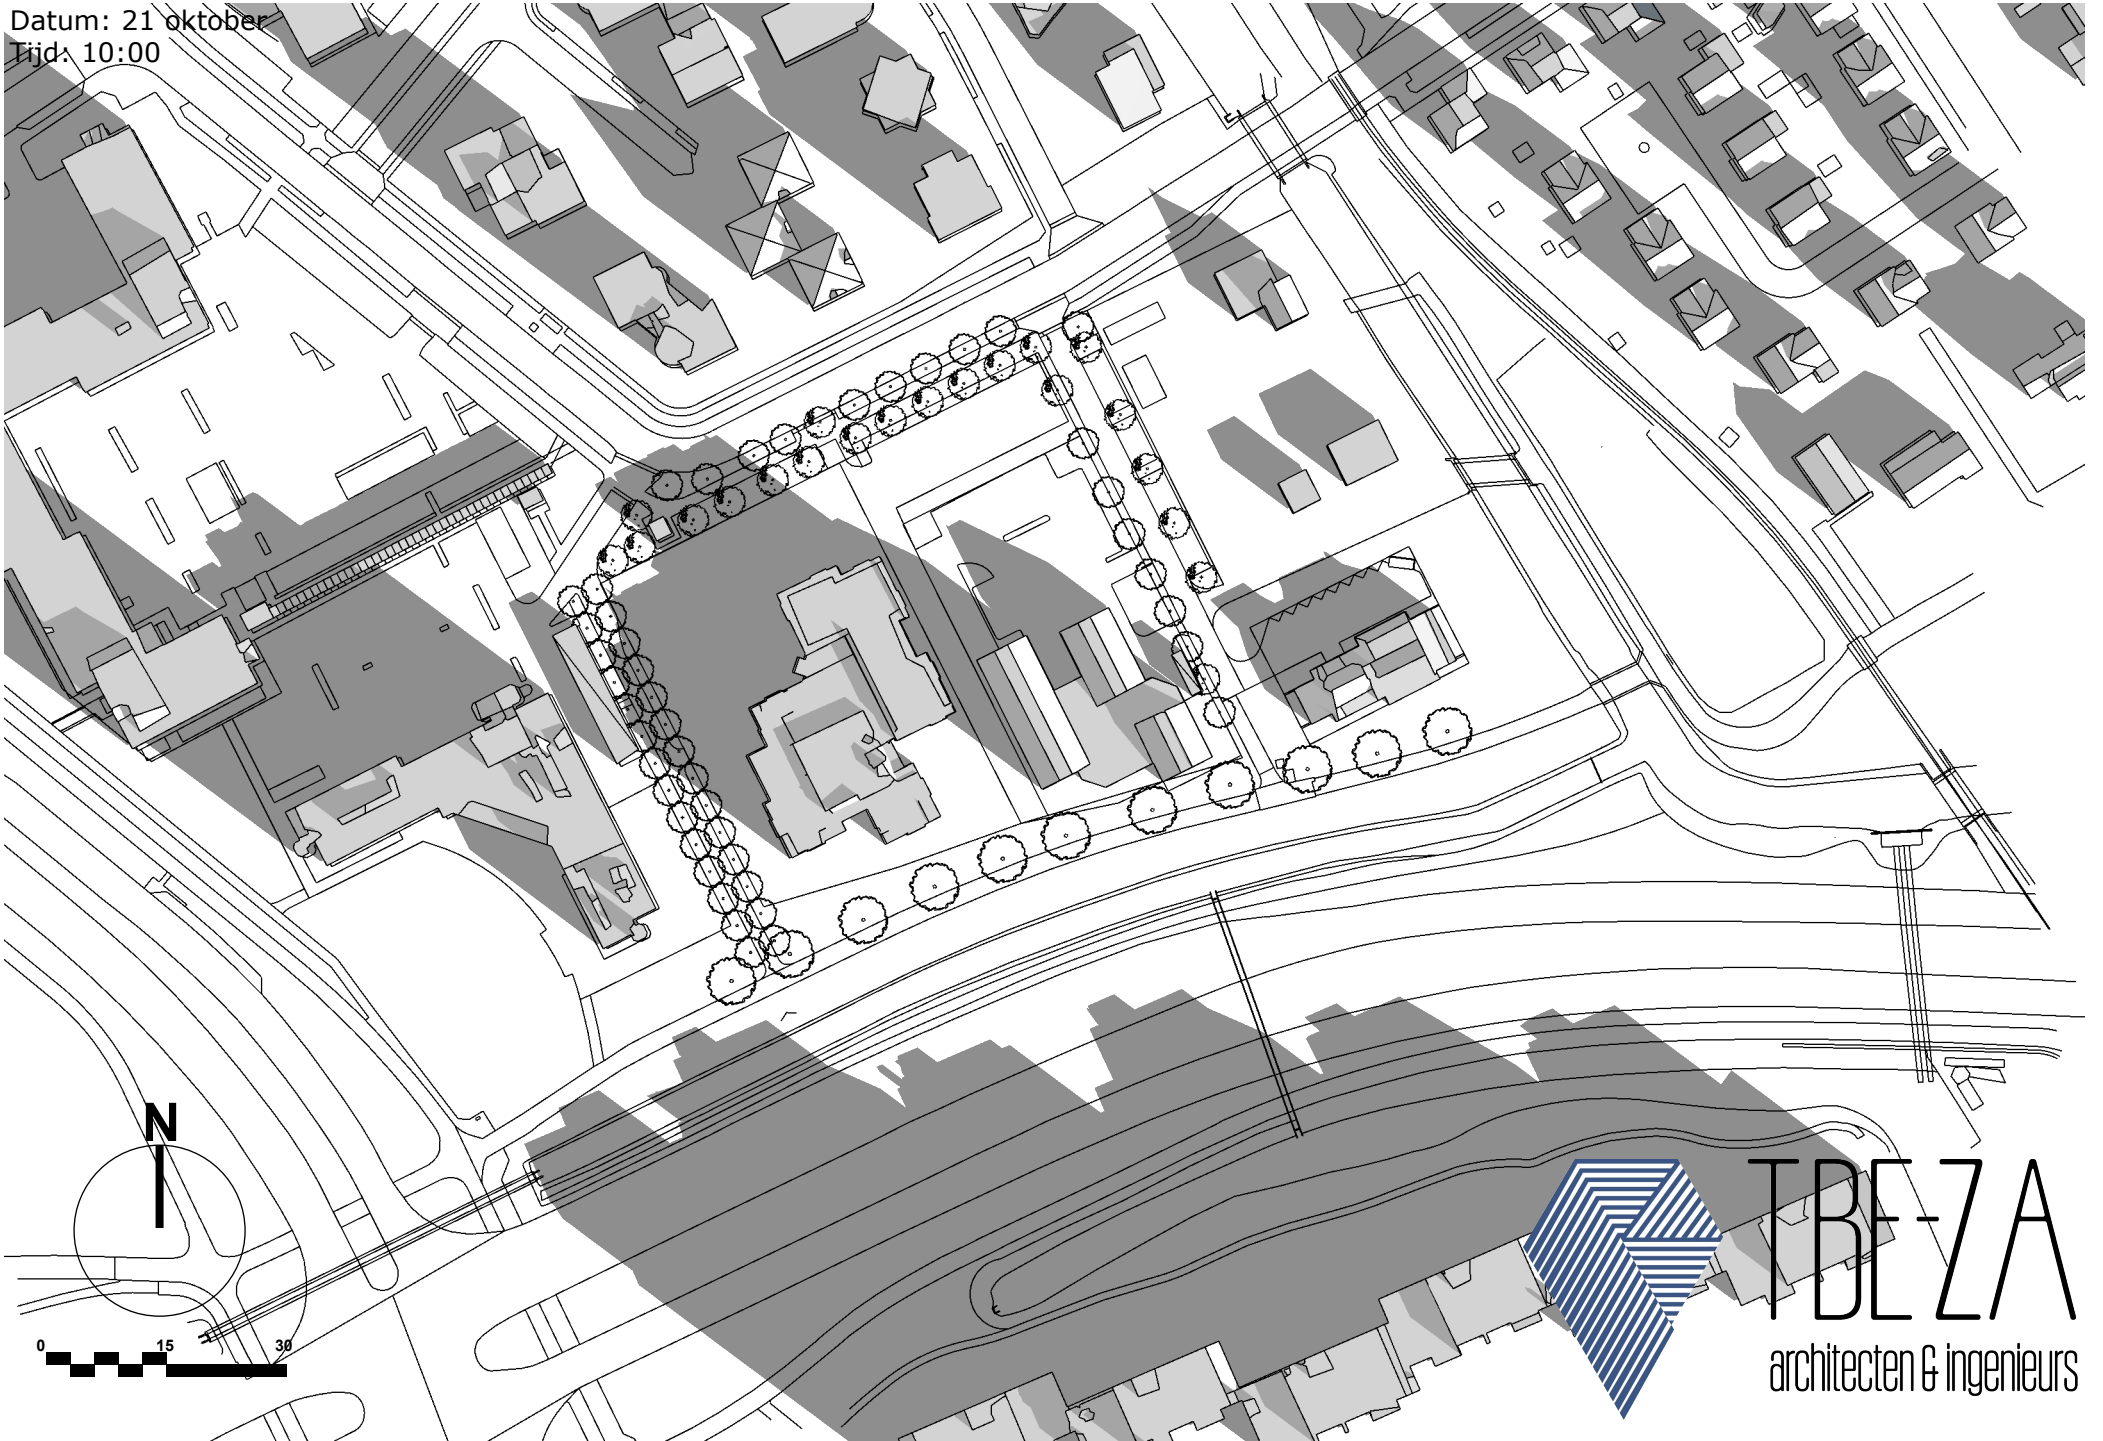 Datum: 21 oktober
Tijd: 10:00
N
0 15 30
TBE-ZA
architecten & ingenieurs